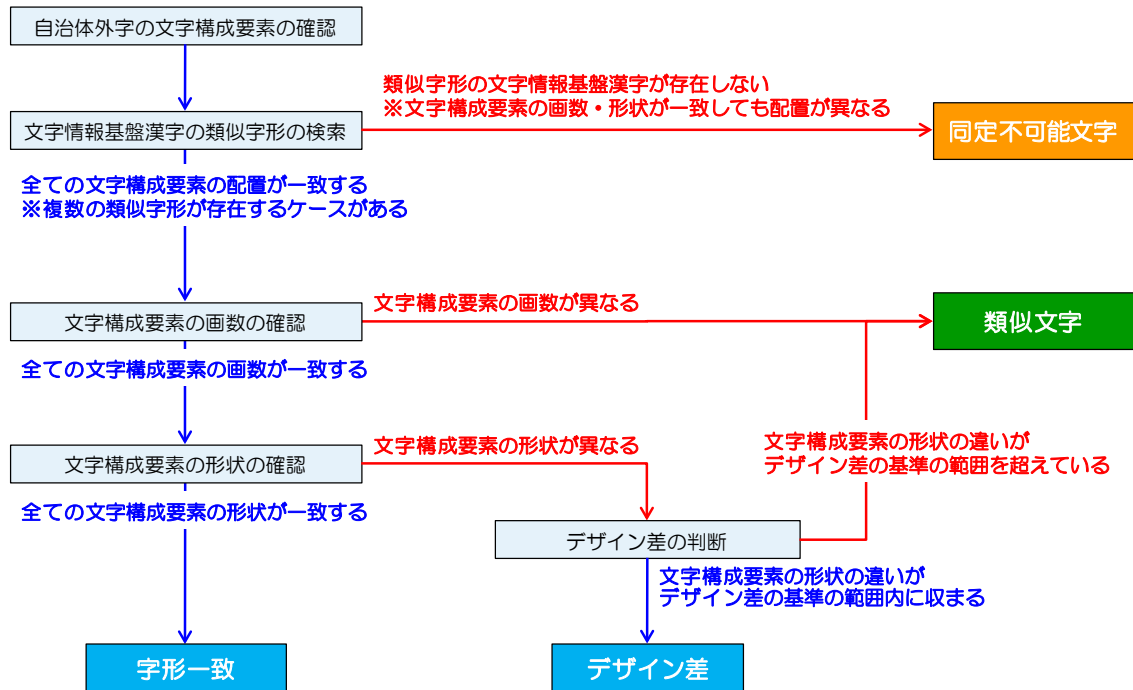 自治体外字の文字構成要素の確認
類似字形の文字情報基盤漢字が存在しない
※文字構成要素の画数・形状が一致しても配置が異なる
文字情報基盤漢字の類似字形の検索
同定不可能文字
全ての文字構成要素の配置が一致する
※複数の類似字形が存在するケースがある
文字構成要素の画数が異なる
文字構成要素の画数の確認
類似文字
全ての文字構成要素の画数が一致する
文字構成要素の形状が異なる
文字構成要素の形状の違いが
デザイン差の基準の範囲を超えている
文字構成要素の形状の確認
全ての文字構成要素の形状が一致する
デザイン差の判断
文字構成要素の形状の違いが
デザイン差の基準の範囲内に収まる
字形一致
デザイン差